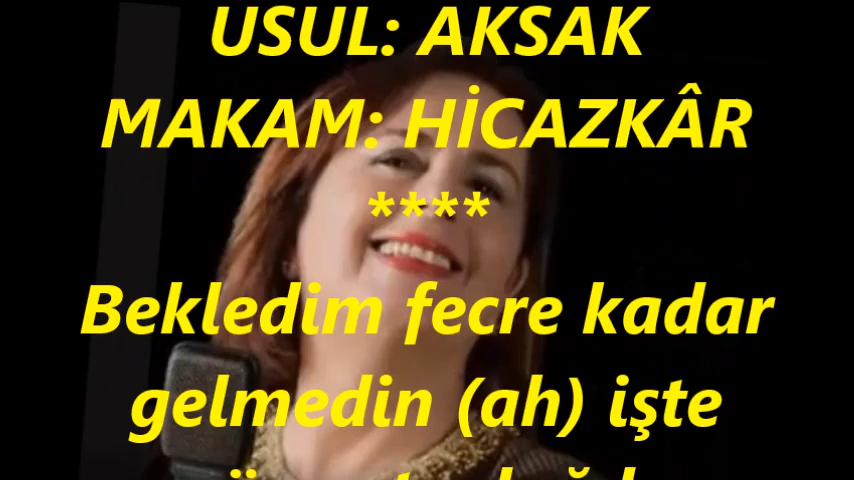 USUL: AKSAK
MAKAM: HİCAZKÂR
****
Bekledim fecre kadar
gelmedin (ah) işte